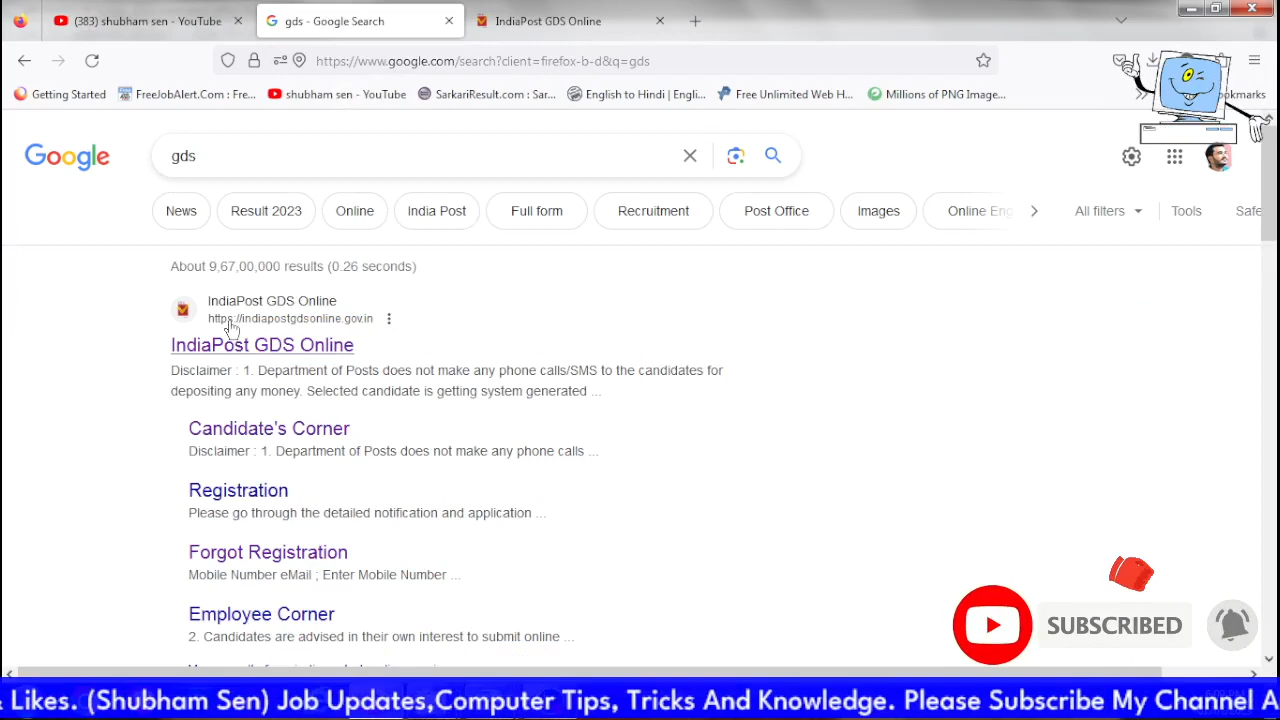 (383) shubham sen - YouTube
gds - Google Search
IndiaPost GDS Online
https://www.google.com/search?client=firefox-b-d&q=gds
Getting Started
FreeJobAlert.Com : Fre...
shubham sen - YouTube
SarkariResult.com : Sar...
English to Hindi | Engli...
Free Unlimited Web H...
Millions of PNG Image...
ookmarks
Google
gds
News
Result 2023
Online
India Post
Full form
Recruitment
Post Office
Images
Online Eng
All filters
Tools
Safe
About 9,67,00,000 results (0.26 seconds)
IndiaPost GDS Online
https://indiapostgdsonline.gov.in
IndiaPost GDS Online
Disclaimer : 1. Department of Posts does not make any phone calls/SMS to the candidates for
depositing any money. Selected candidate is getting system generated ...
Candidate's Corner
Disclaimer : 1. Department of Posts does not make any phone calls ...
Registration
Please go through the detailed notification and application ...
Forgot Registration
Mobile Number eMail ; Enter Mobile Number ...
Employee Corner
2. Candidates are advised in their own interest to submit online ...
SUBSCRIBED
Likes. (Shubham Sen) Job Updates,Computer Tips, Tricks And Knowledge. Please Subscribe My Channel A